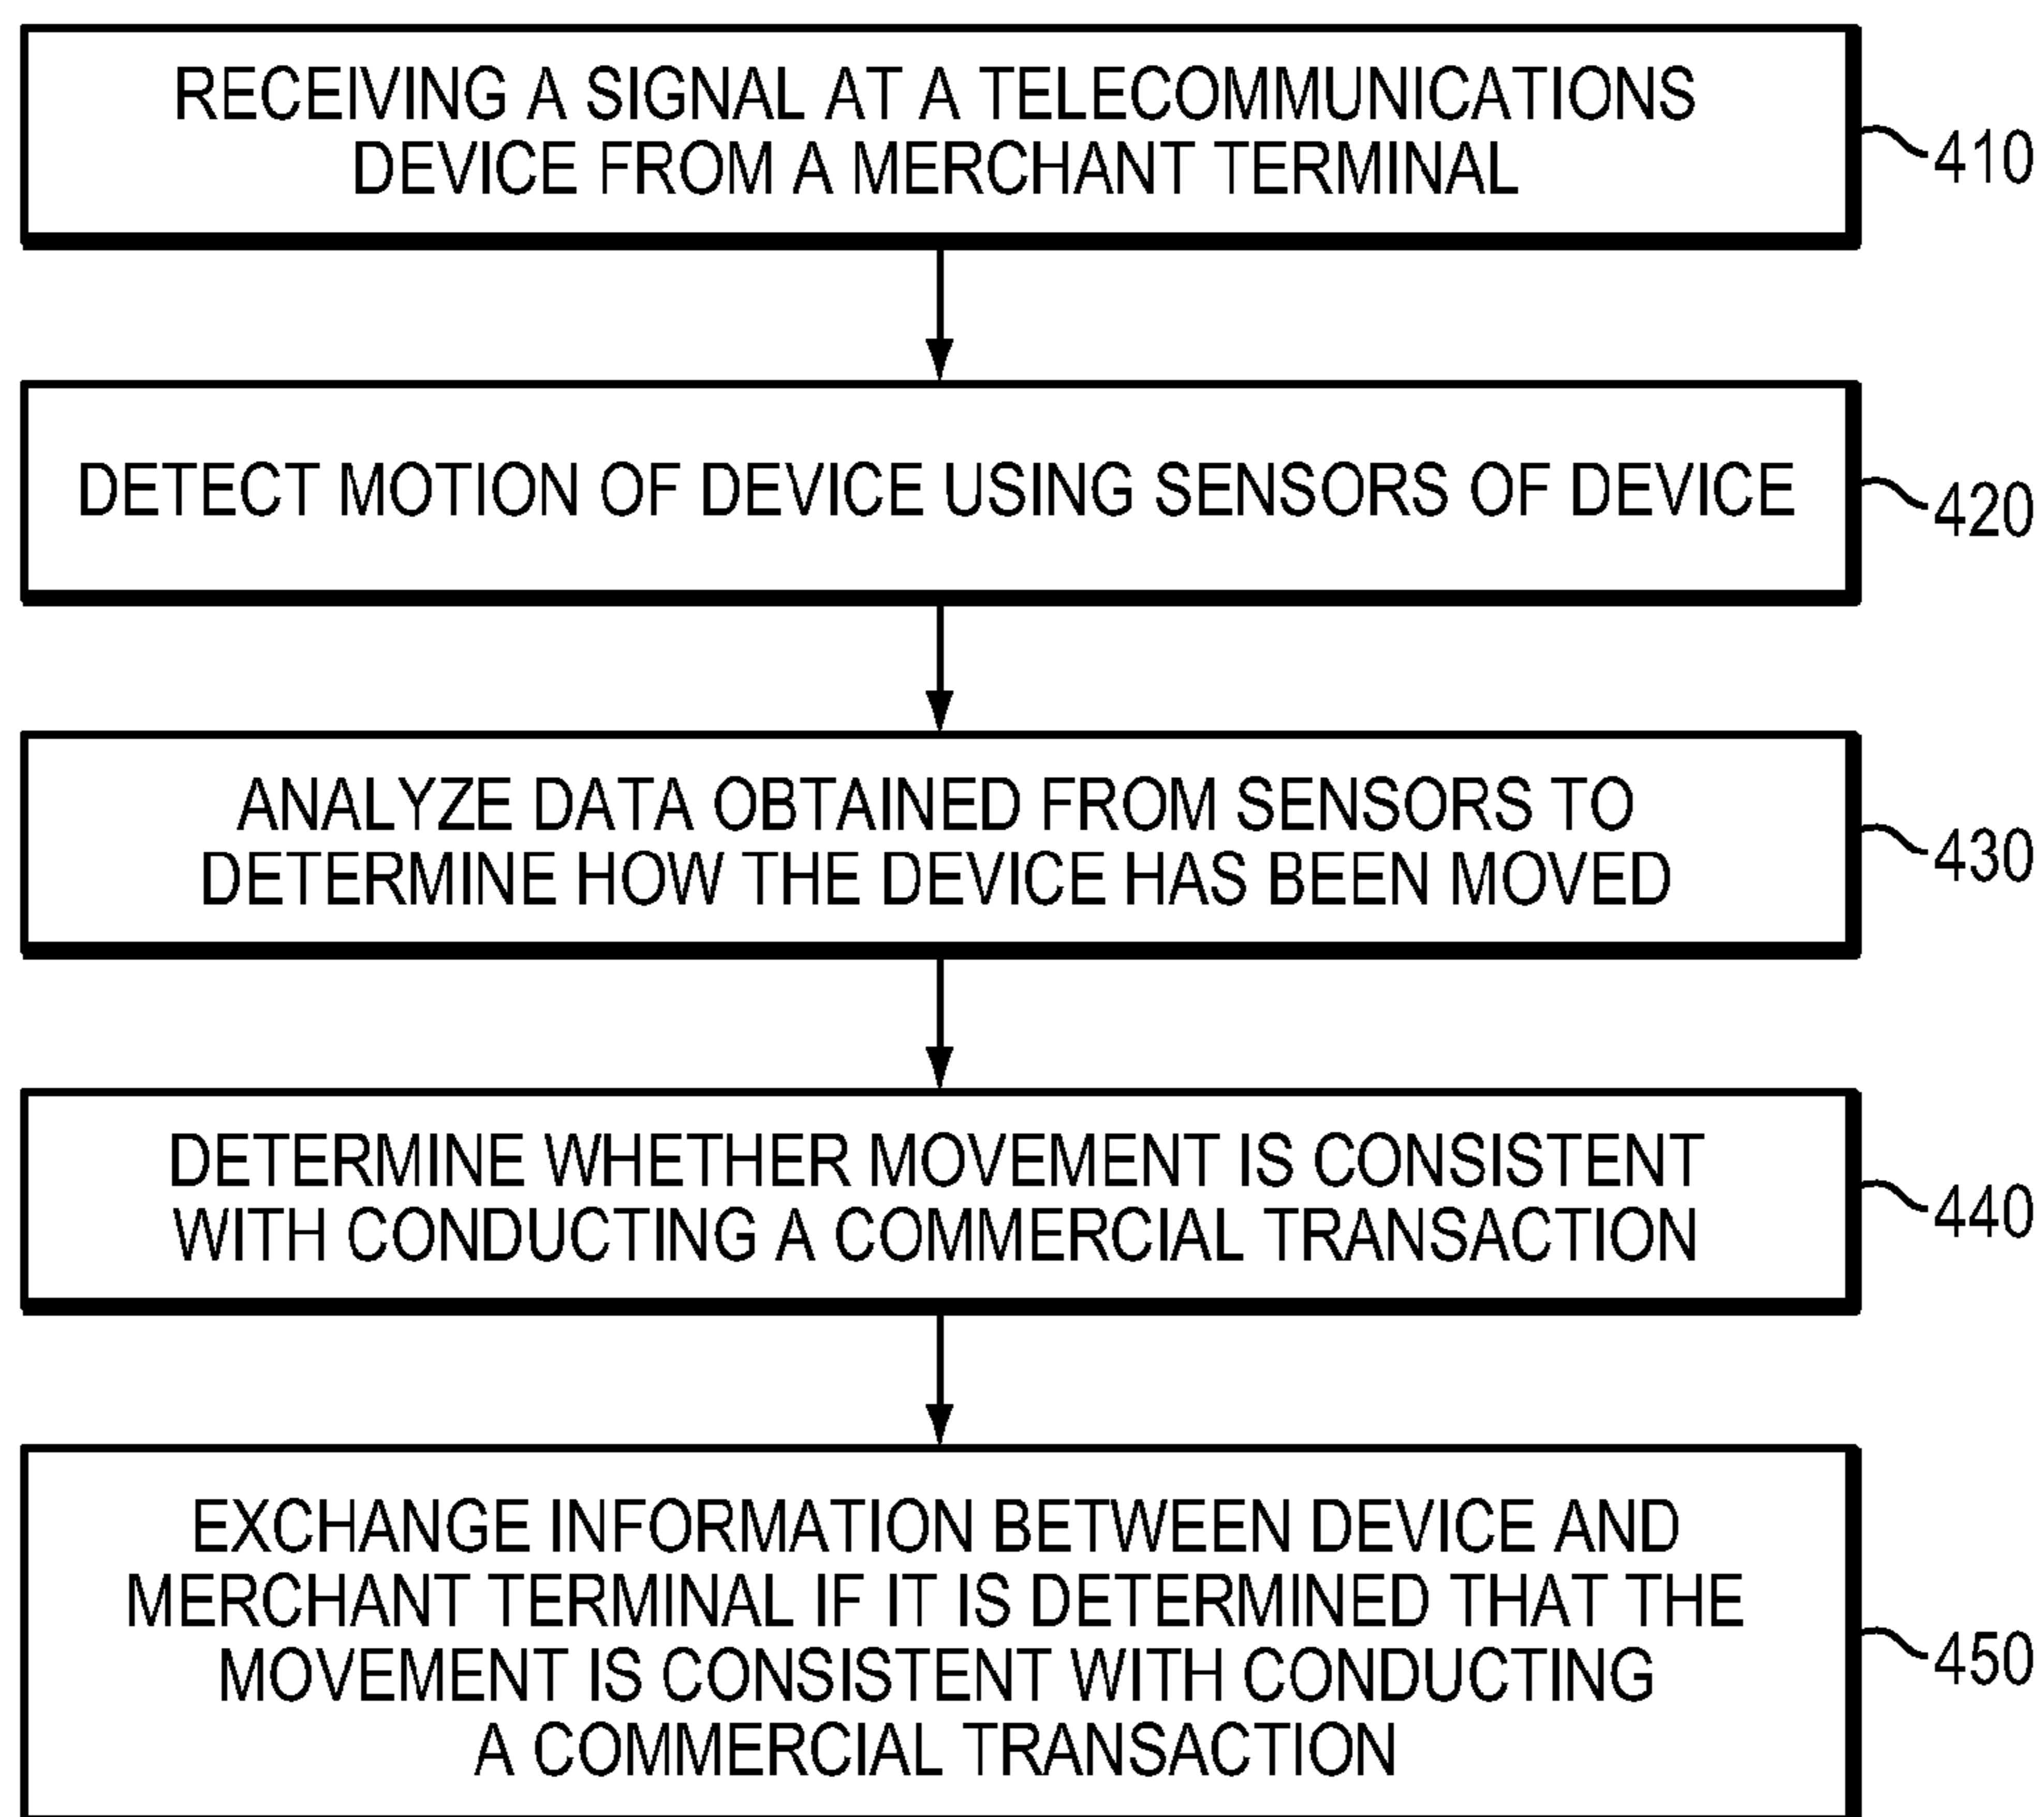 RECEIVING A SIGNAL AT A TELECOMMUNICATIONS
DEVICE FROM A MERCHANT TERMINAL
410
DETECT MOTION OF DEVICE USING SENSORS OF DEVICE
420
ANALYZE DATA OBTAINED FROM SENSORS TO
DETERMINE HOW THE DEVICE HAS BEEN MOVED
430
DETERMINE WHETHER MOVEMENT IS CONSISTENT
WITH CONDUCTING A COMMERCIAL TRANSACTION
440
EXCHANGE INFORMATION BETWEEN DEVICE AND
MERCHANT TERMINAL IF IT IS DETERMINED THAT THE
MOVEMENT IS CONSISTENT WITH CONDUCTING
A COMMERCIAL TRANSACTION
450